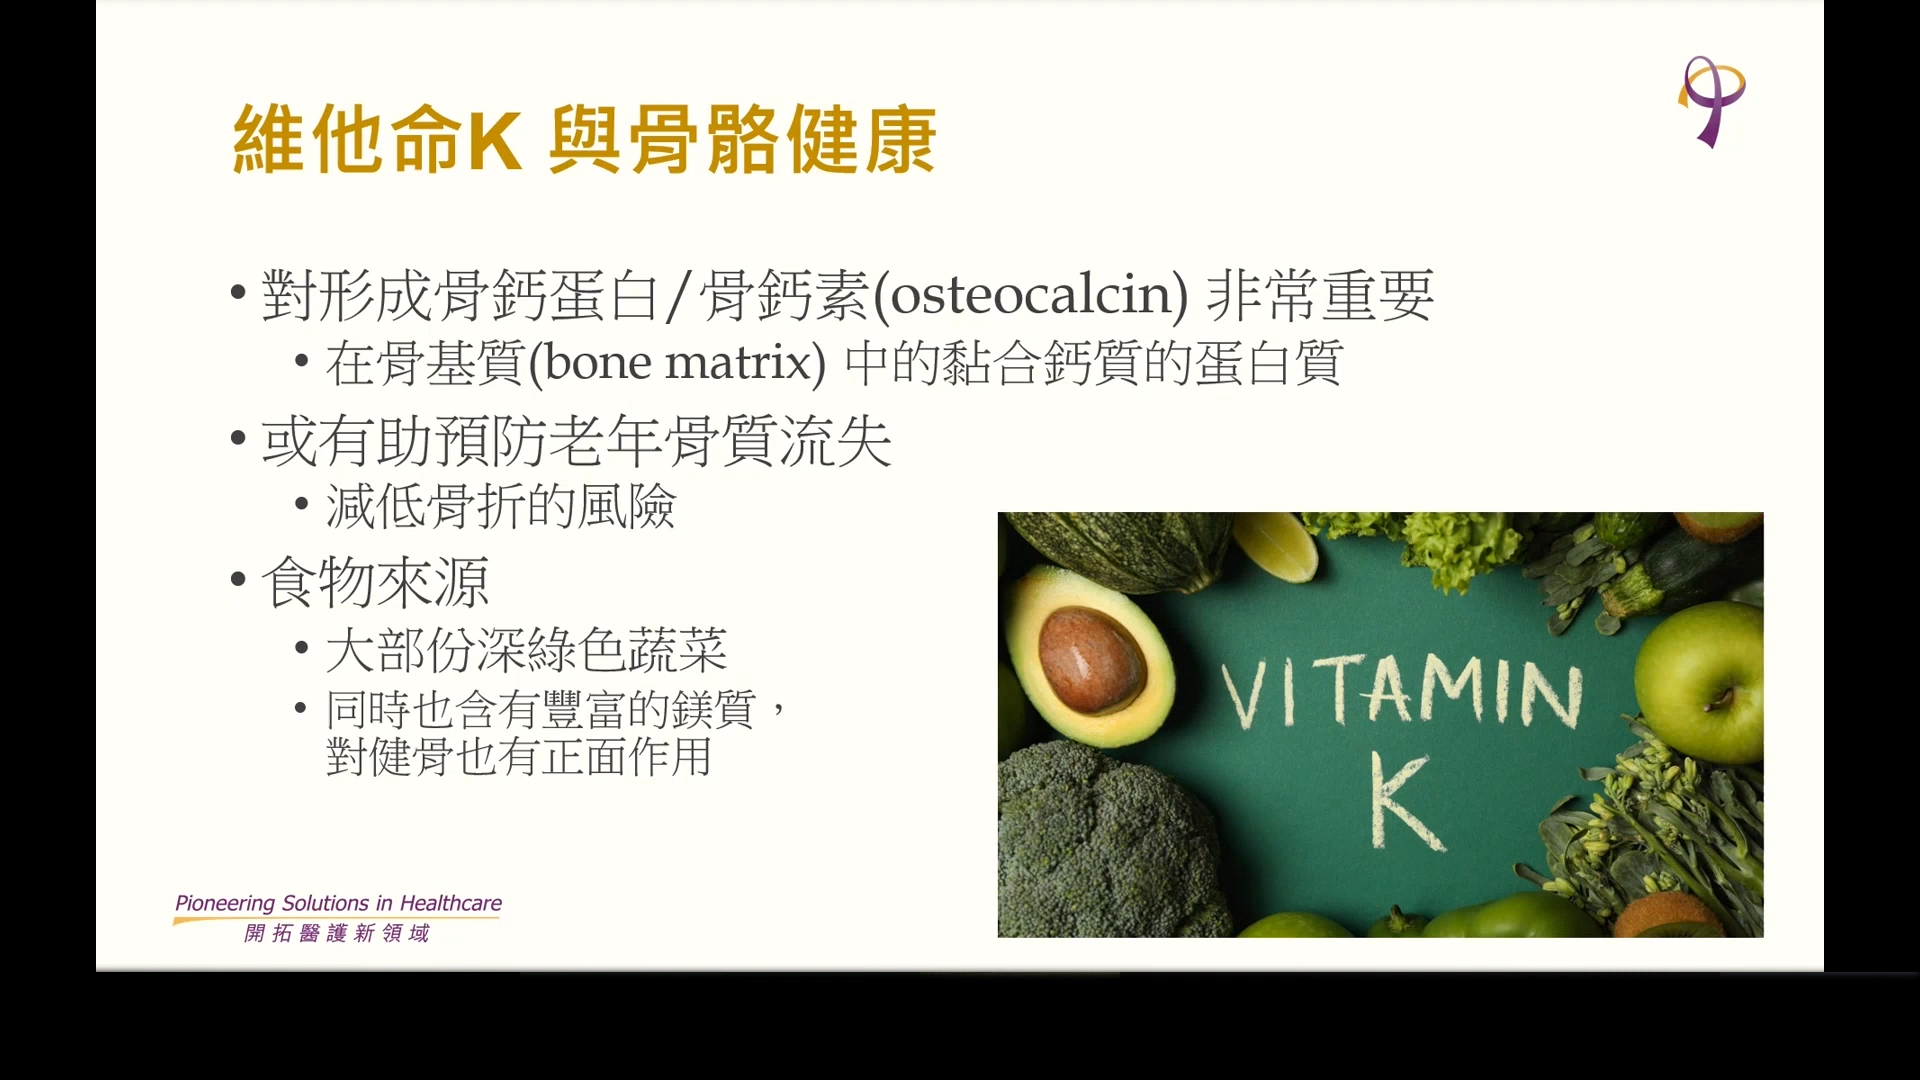 維他命K 與骨骼健康
• 對形成骨鈣蛋白/骨鈣素(osteocalcin) 非常重要
• 在骨基質(bone matrix) 中的黏合鈣質的蛋白質
• 或有助預防老年骨質流失
• 減低骨折的風險
• 食物來源
• 大部份深綠色蔬菜
• 同時也含有豐富的鎂質，
對健骨也有正面作用
VITAMIN
K
Pioneering Solutions in Healthcare
開拓醫護新領域